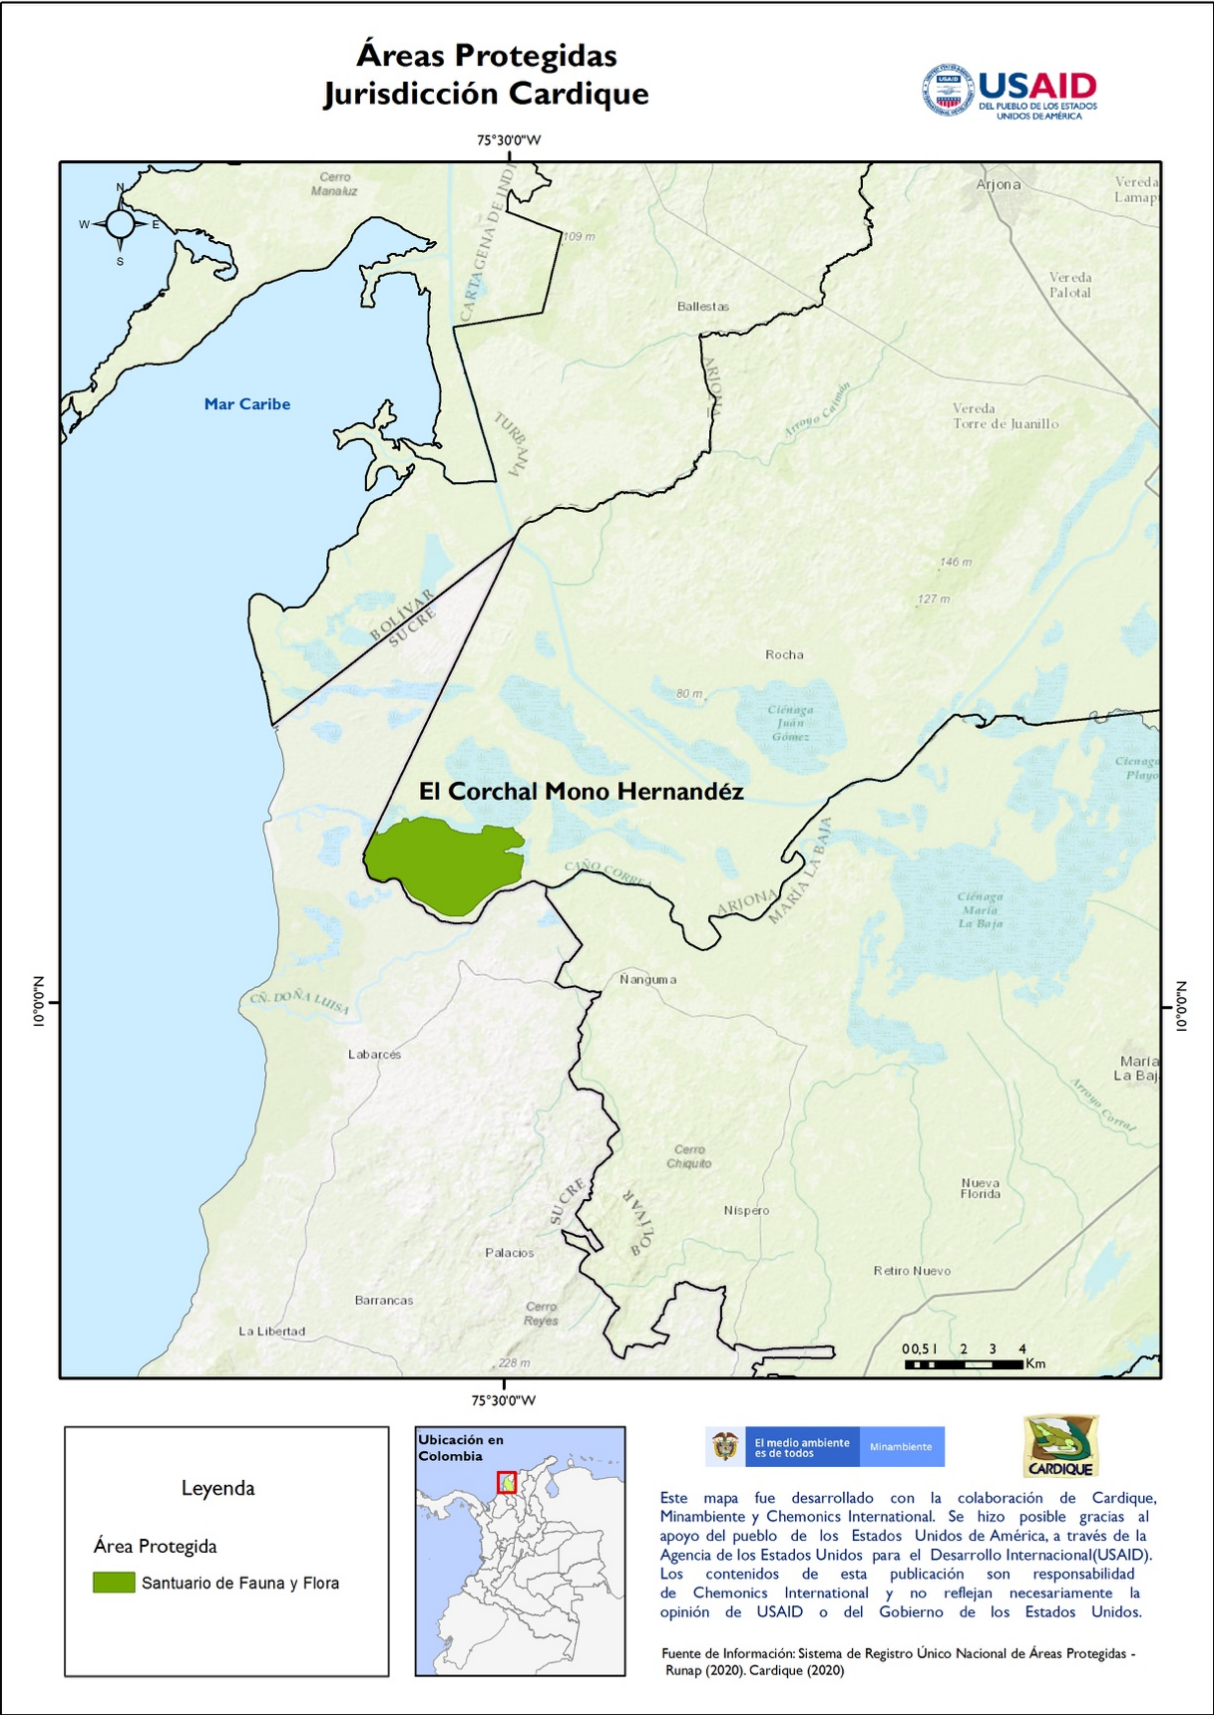 Áreas Protegidas
Jurisdicción Cardique
USAID
USAID
DEL PUEBLO DE LOS ESTADOS
UNIDOS DE AMÉRICA
75°30'0"W
N
W
E
S
Cerro
Manaluz
CARTAGENA DE INDI
109 m
Arjona
Vereda
Lamap
Vereda
Palotal
Ballestas
Mar Caribe
ARJONA
Arroyo Caimán
Vereda
Torre de Juanillo
TURBANA
146 m
127 m
BOLÍVAR
SUCRE
Rocha
80 m
Ciénaga
Juán
Gómez
Cienaga
Playo
El Corchal Mono Hernandéz
CAÑO CORREA
ARJONA
MARÍA LA BAJA
Ciénaga
María
La Baja
Ñanguma
10°0'0"N
10°0'0"N
CÑ. DOÑA LUISA
Labarcés
María
La Baj
Arroyo Corral
Cerro
Chiquito
SUCRE
BOLÍVAR
Nueva
Florida
Níspero
Palacios
Retiro Nuevo
Barrancas
Cerro
Reyes
La Libertad
228 m
0 0,5 1 2 3 4
Km
75°30'0"W
Leyenda
Área Protegida
Santuario de Fauna y Flora
Ubicación en
Colombia
El medio ambiente
es de todos
Minambiente
CARDIQUE
Este mapa fue desarrollado con la colaboración de Cardique,
Minambiente y Chemonics International. Se hizo posible gracias al
apoyo del pueblo de los Estados Unidos de América, a través de la
Agencia de los Estados Unidos para el Desarrollo Internacional(USAID).
Los contenidos de esta publicación son responsabilidad
de Chemonics International y no reflejan necesariamente la
opinión de USAID o del Gobierno de los Estados Unidos.
Fuente de Información: Sistema de Registro Único Nacional de Áreas Protegidas -
Runap (2020). Cardique (2020)